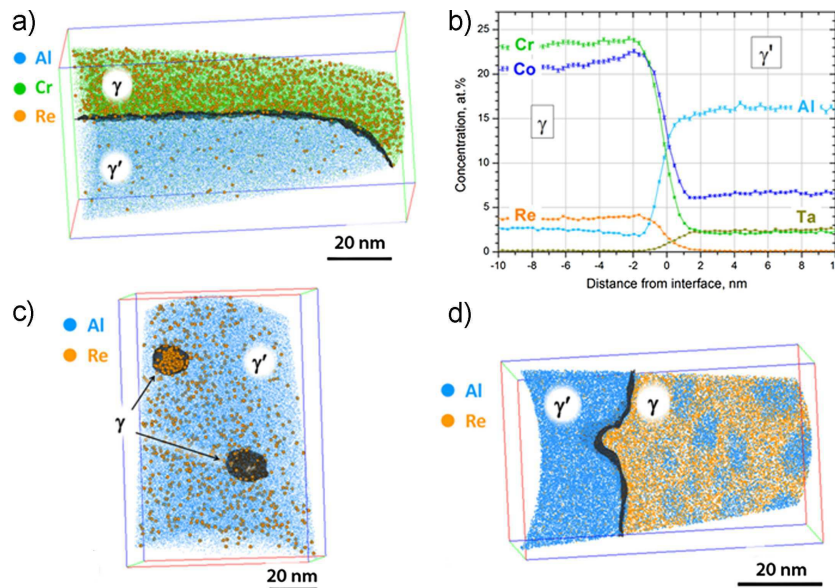 a)
Al
Cr
Re
γ
γ'
20 nm
b)
Concentration, at.%
25
20
15
10
5
0
Cr
Co
γ
γ'
Al
Re
Ta
-10 -8 -6 -4 -2 0 2 4 6 8 10
Distance from interface, nm
c)
Al
Re
γ'
γ
20 nm
d)
Al
Re
γ' γ
20 nm